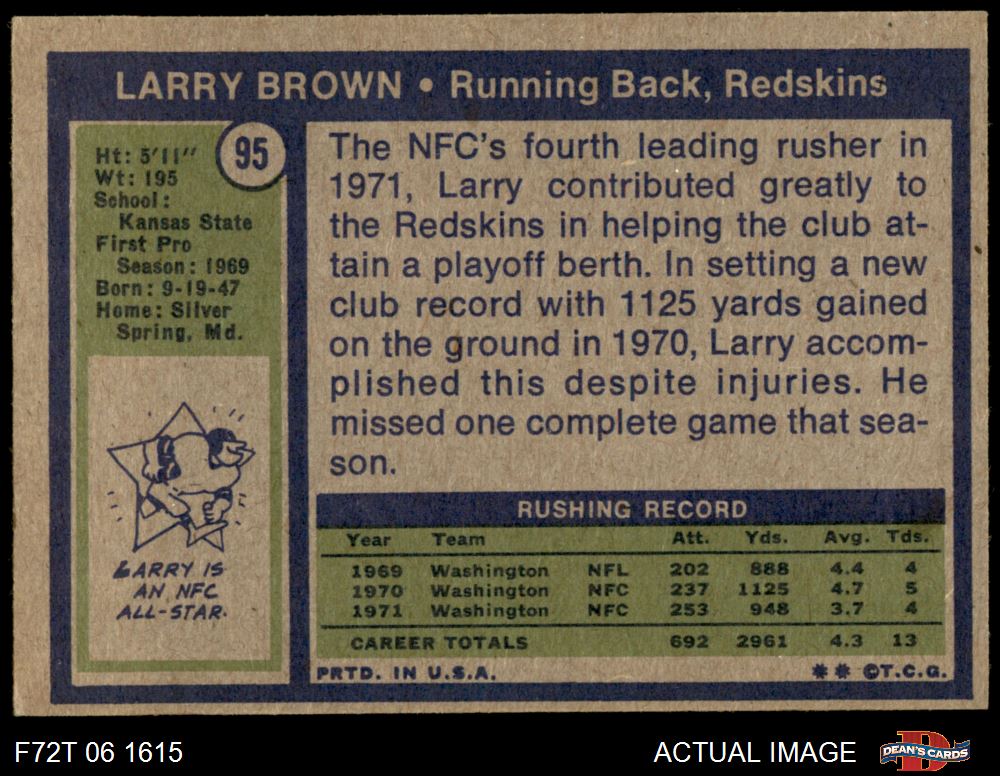 LARRY BROWN • Running Back, Redskins
95
Ht: 5'11"
Wt: 195
School:
Kansas State
First Pro
Season: 1969
Born: 9-19-47
Home: Silver
Spring, Md.
LARRY IS
AN NFC
ALL-STAR.
The NFC's fourth leading rusher in
1971, Larry contributed greatly to
the Redskins in helping the club at-
tain a playoff berth. In setting a new
club record with 1125 yards gained
on the ground in 1970, Larry accom-
plished this despite injuries. He
missed one complete game that sea-
son.
RUSHING RECORD
Year Team Att. Yds. Avg. Tds.
1969 Washington NFL 202 888 4.4 4
1970 Washington NFC 237 1125 4.7 5
1971 Washington NFC 253 948 3.7 4
CAREER TOTALS 692 2961 4.3 13
PRTD. IN U.S.A. ** ©T.C.G.
F72T 06 1615 ACTUAL IMAGE D DEAN'S CARDS